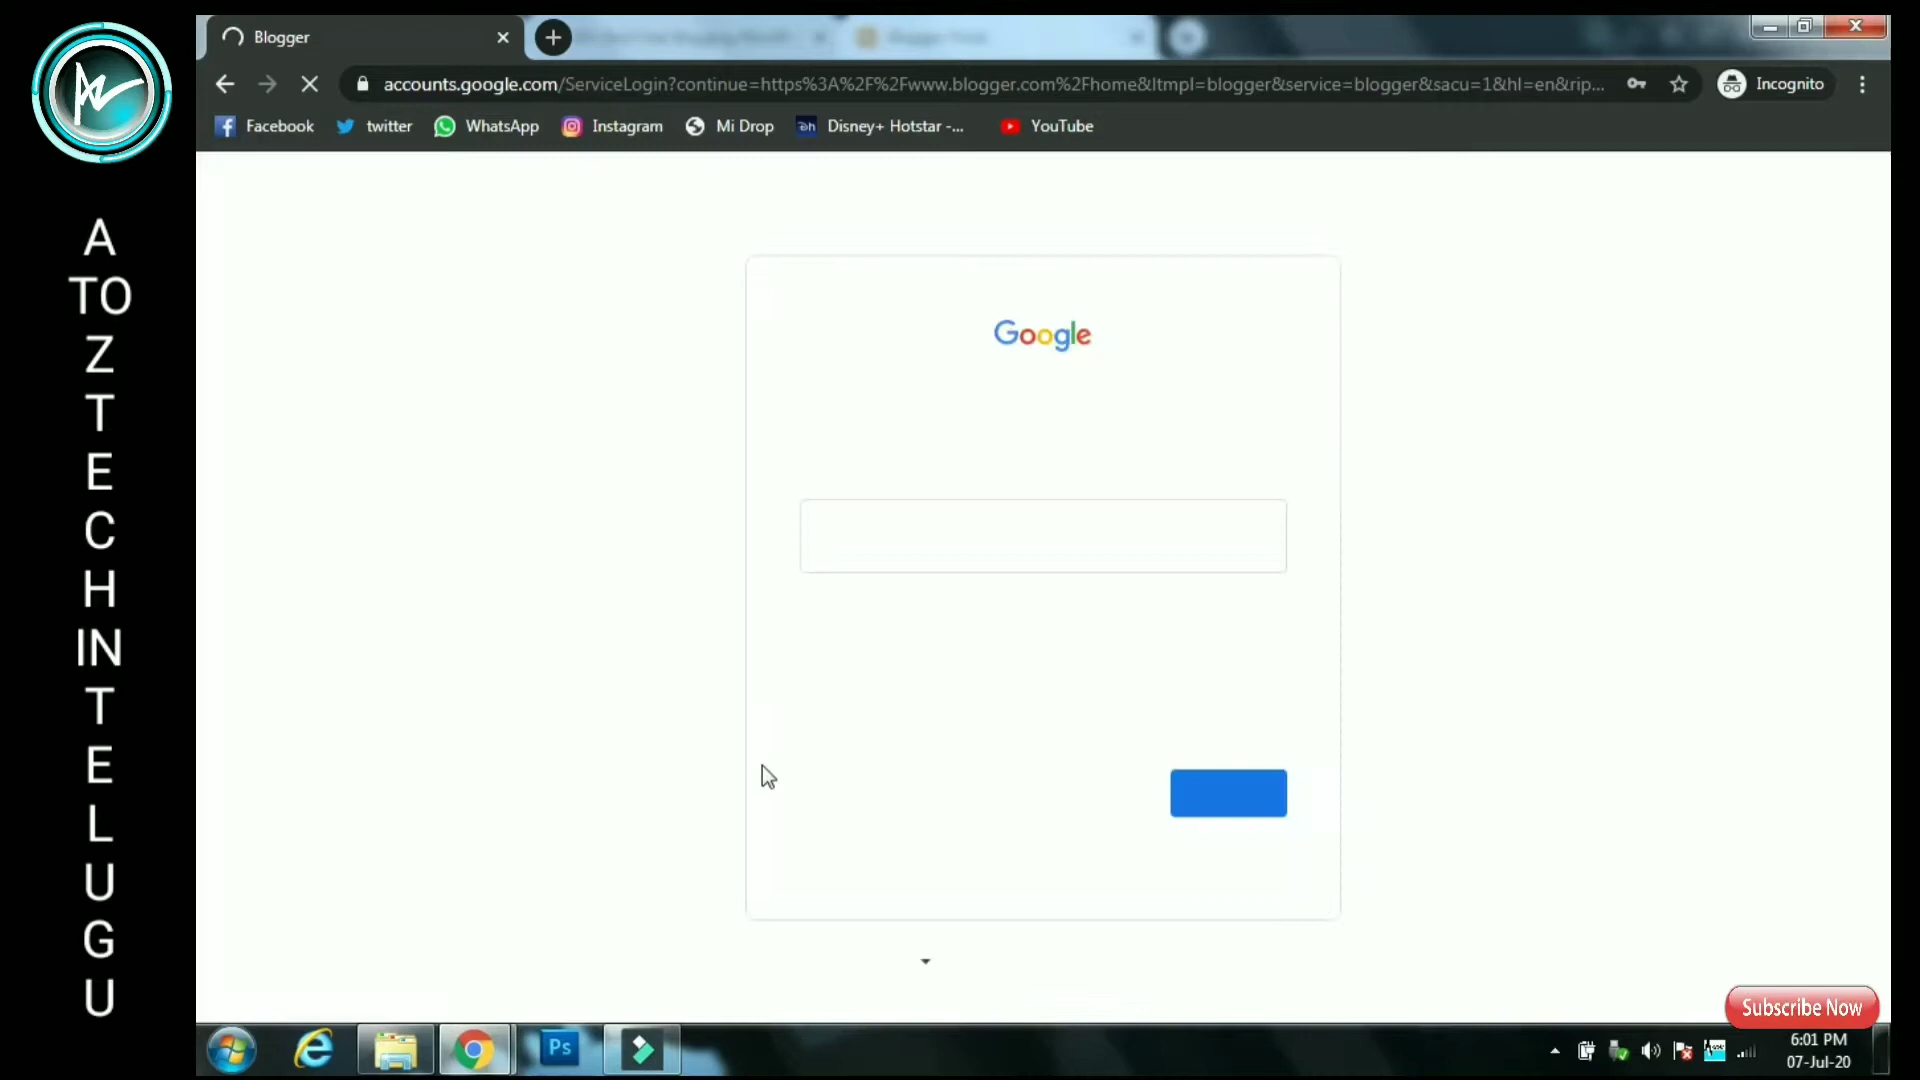 A
TO
Z
T
E
C
H
IN
T
E
L
U
G
U
Blogger
accounts.google.com/ServiceLogin?continue=https%3A%2F%2Fwww.blogger.com%2Fhome&ltmpl=blogger&service=blogger&sacu=1&hl=en&rip...
Incognito
Facebook twitter WhatsApp Instagram Mi Drop Disney+ Hotstar -... YouTube
Google
Subscribe Now
Ps
6:01 PM
07-Jul-20